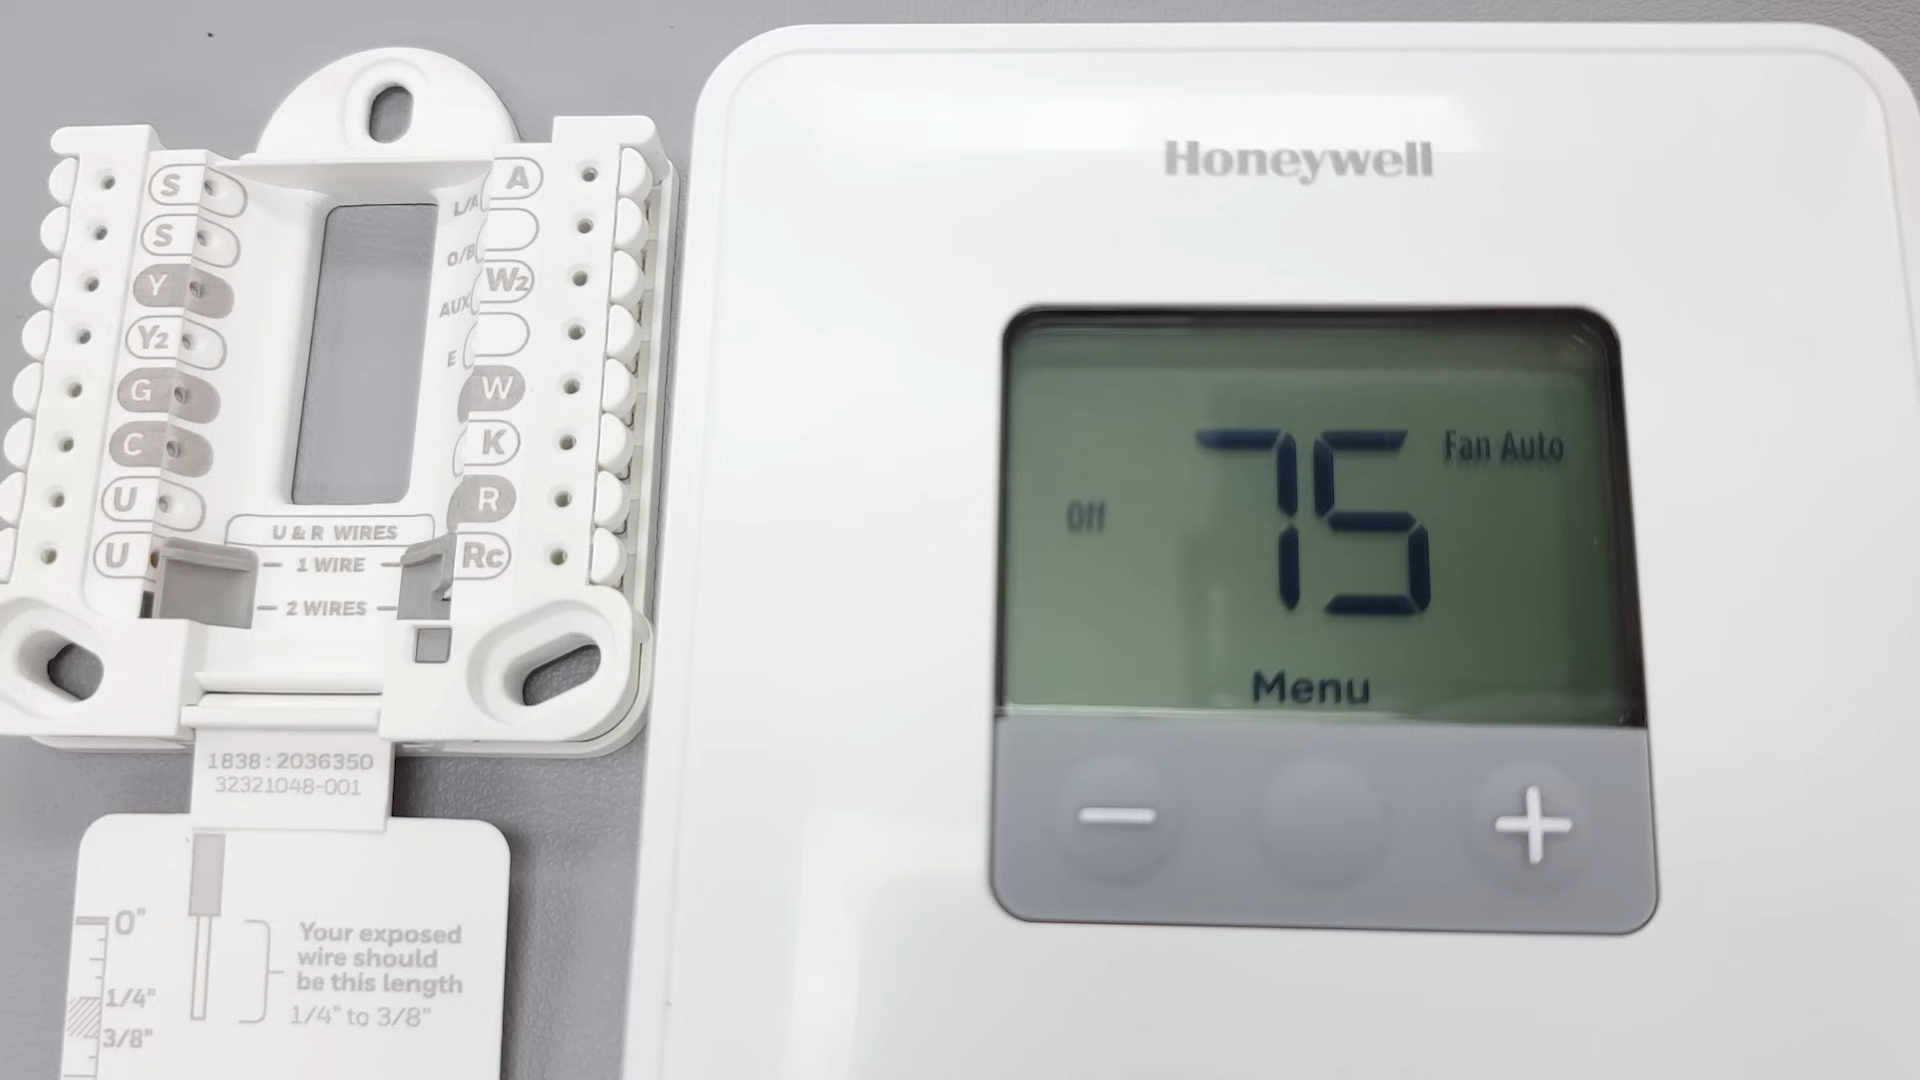 S
S
Y
Y2
G
C
U
U
A
L/A
O/B
W2
AUX
E
W
K
R
Rc
U & R WIRES
1 WIRE
2 WIRES
1838:2036350
32321048-001
0"
1/4"
3/8"
Your exposed
wire should
be this length
1/4" to 3/8"
Honeywell
Off
75
Fan Auto
Menu